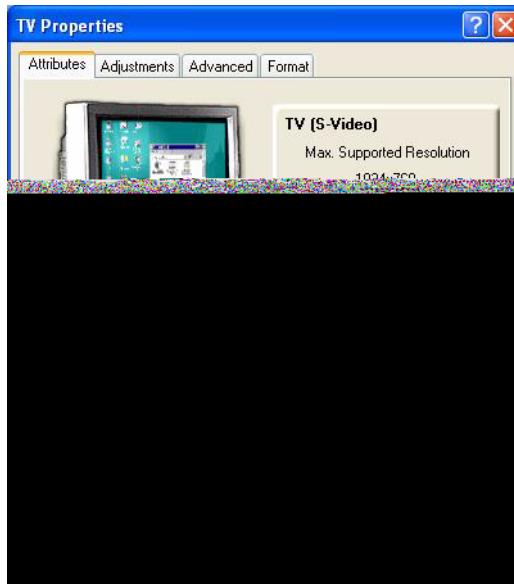 TV Properties
Attributes Adjustments Advanced Format
TV (S-Video)
Max. Supported Resolution